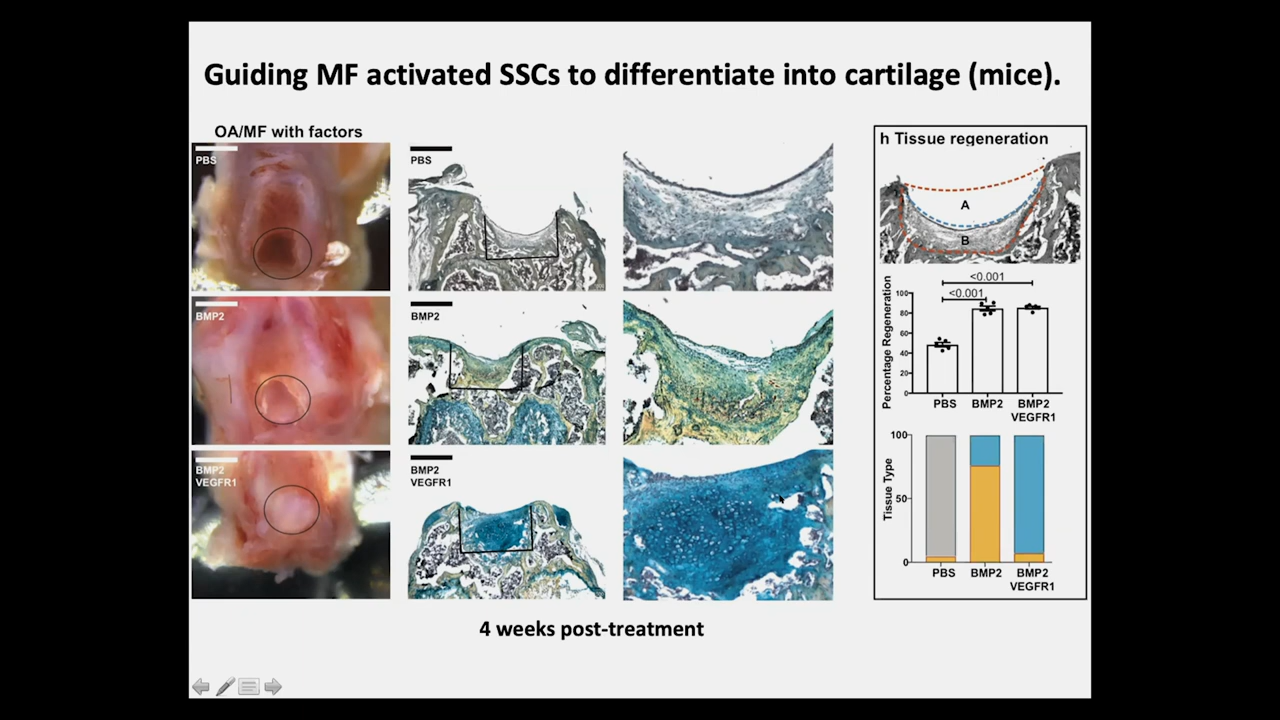 Guiding MF activated SSCs to differentiate into cartilage (mice).
OA/MF with factors
PBS
PBS
BMP2
BMP2
BMP2
VEGFR1
BMP2
VEGFR1
4 weeks post-treatment
h Tissue regeneration
A
B
<0.001
<0.001
Percentage Regeneration
100
80
60
40
20
0
PBS
BMP2
BMP2
VEGFR1
Tissue Type
100
50
0
PBS
BMP2
BMP2
VEGFR1